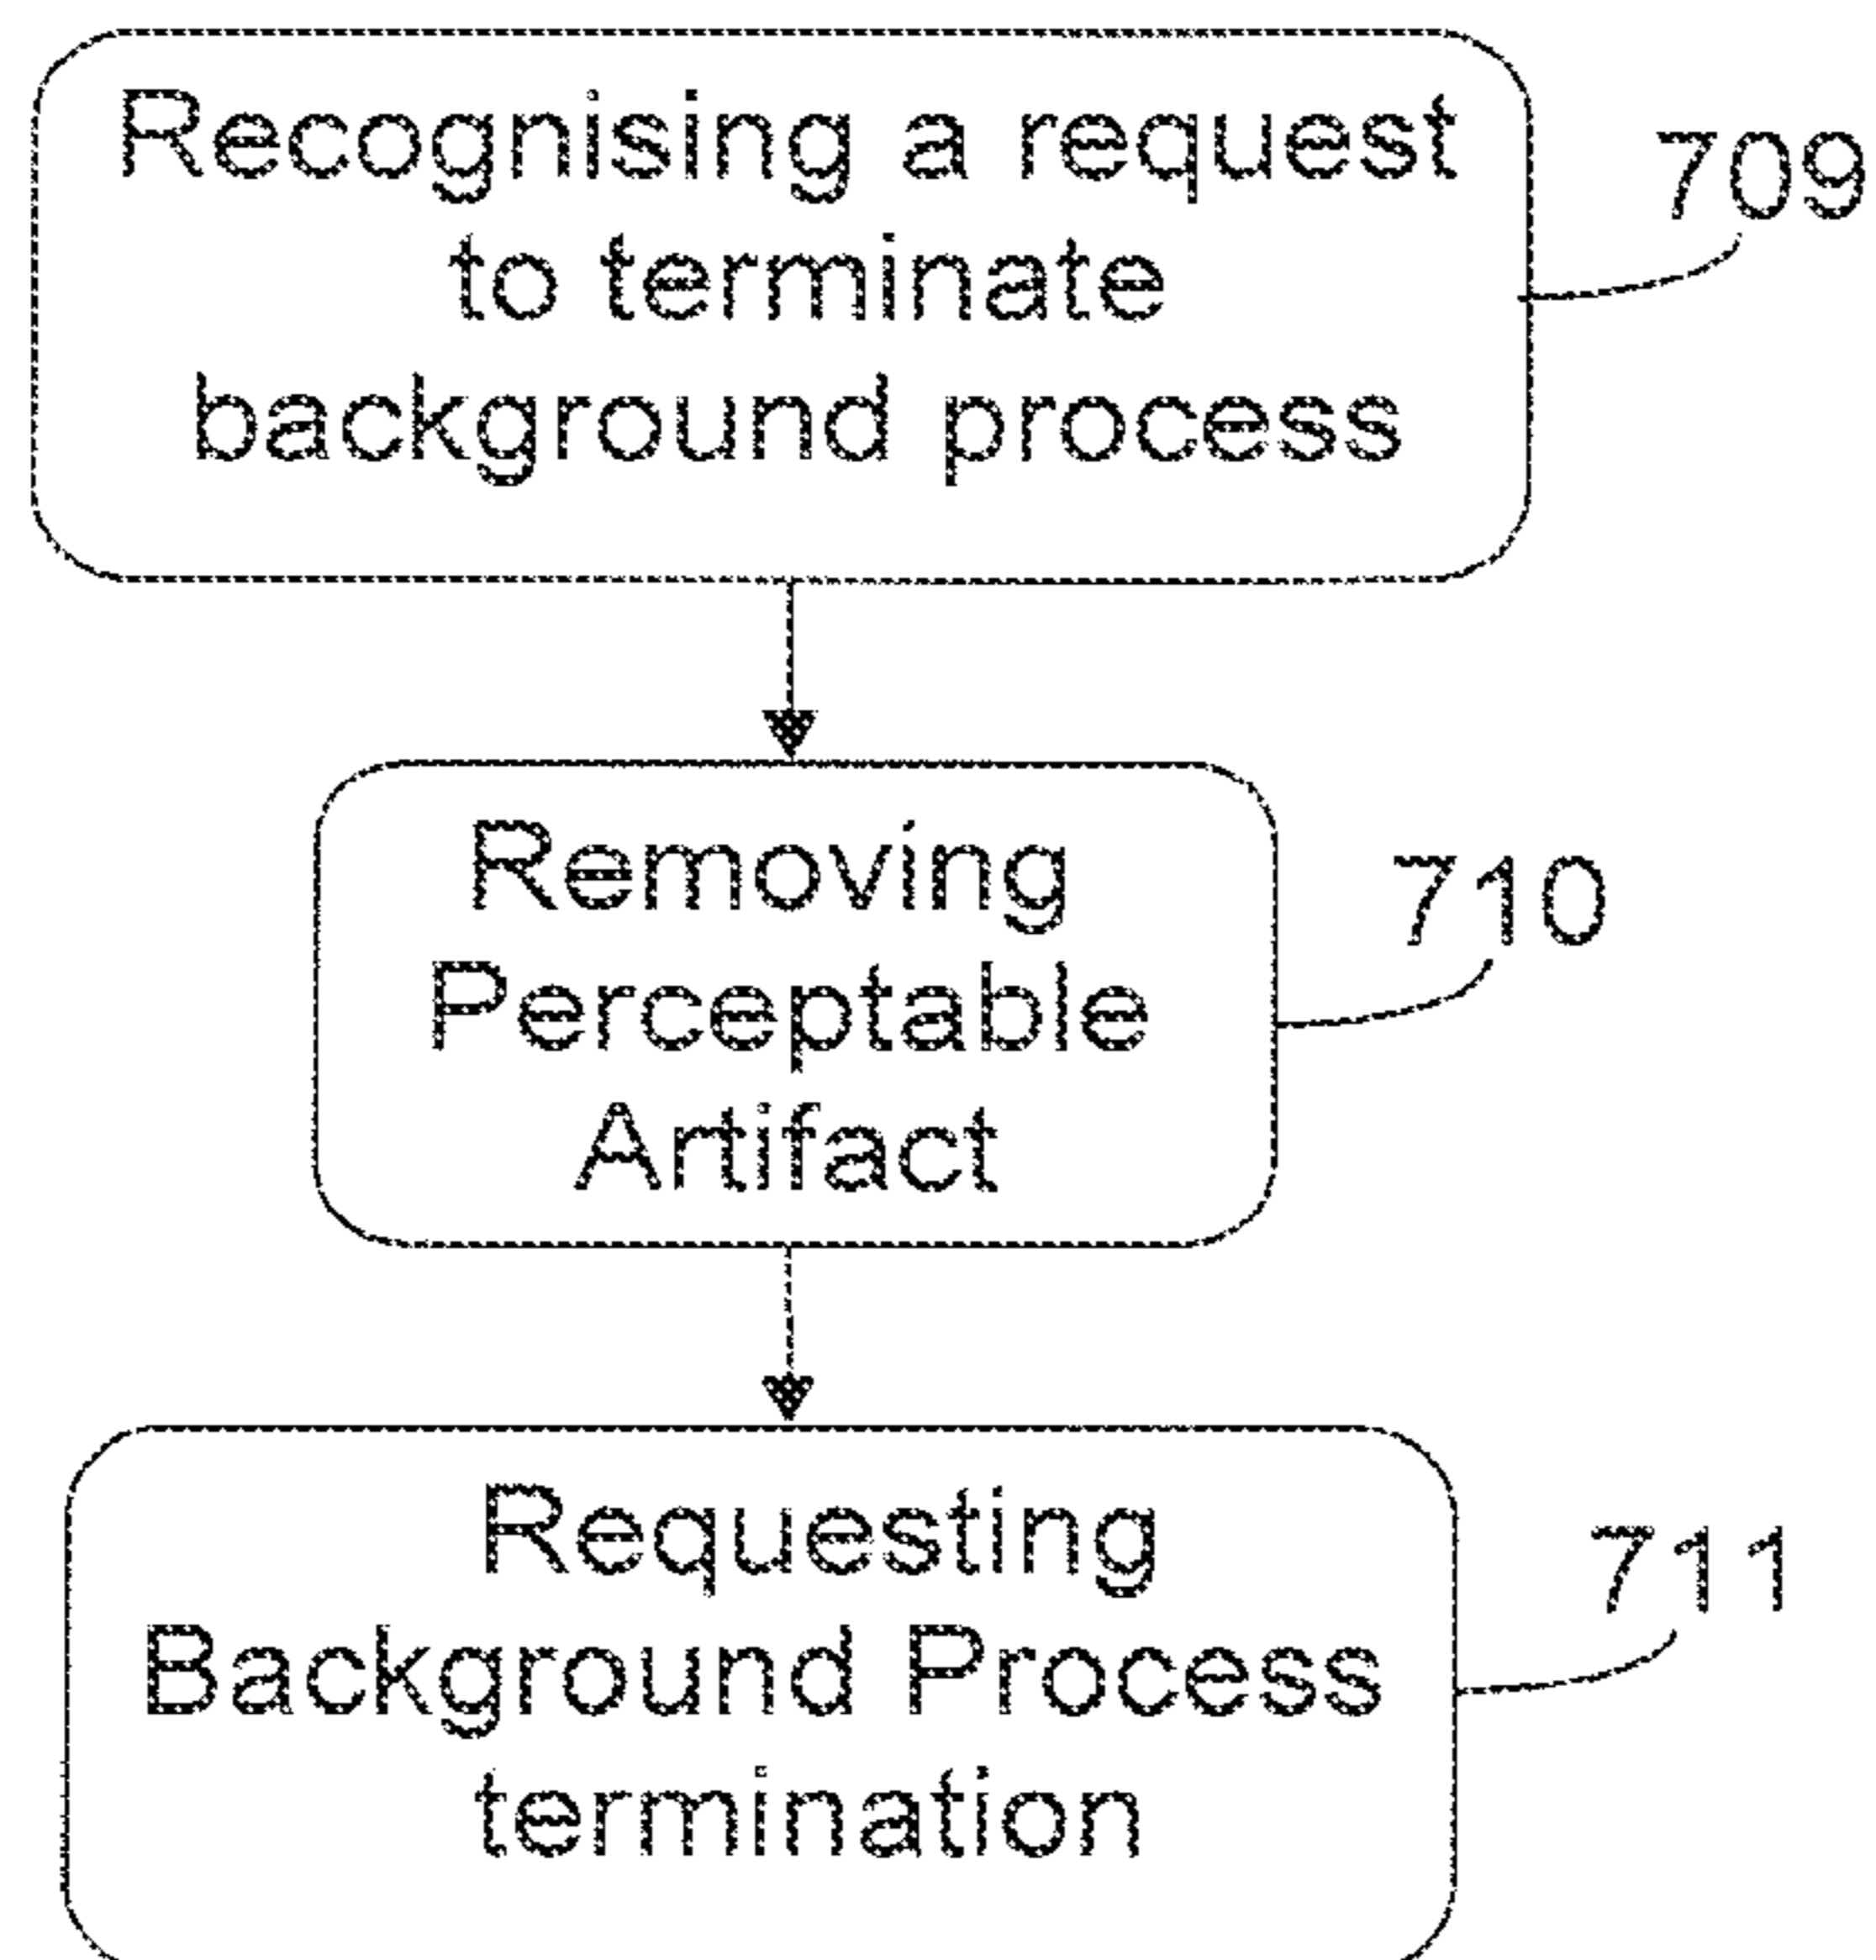 Recognising a request
to terminate
background process
709
Removing
Perceptable
Artifact
710
Requesting
Background Process
termination
711